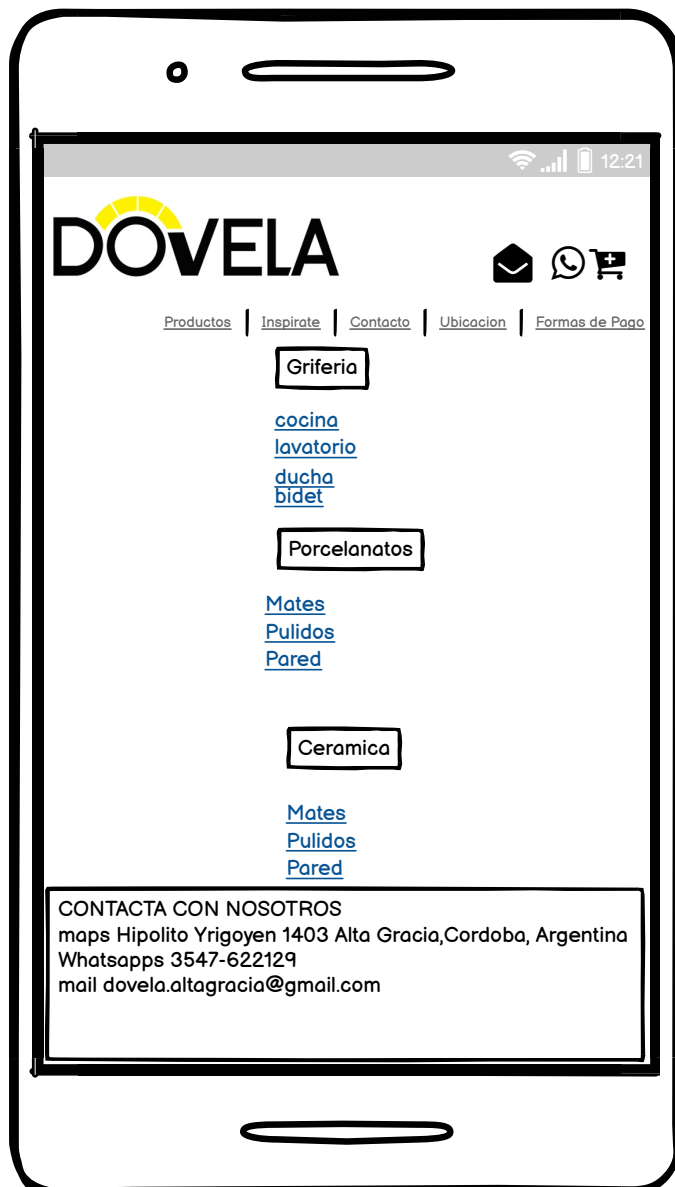 12:21
DOVELA
Productos Inspirate Contacto Ubicacion Formas de Pago
Griferia
cocina
lavatorio
ducha
bidet
Porcelanatos
Mates
Pulidos
Pared
Ceramica
Mates
Pulidos
Pared
CONTACTA CON NOSOTROS
maps Hipolito Yrigoyen 1403 Alta Gracia,Cordoba, Argentina
Whatsapps 3547-622129
mail dovela.altagracia@gmail.com